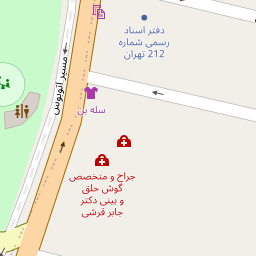 دفتر اسناد
رسمی شماره
212 تهران
مسیر اتوبوس
سله بن
جراح و متخصص
گوش حلق
و بینی دکتر
جابر قرشی